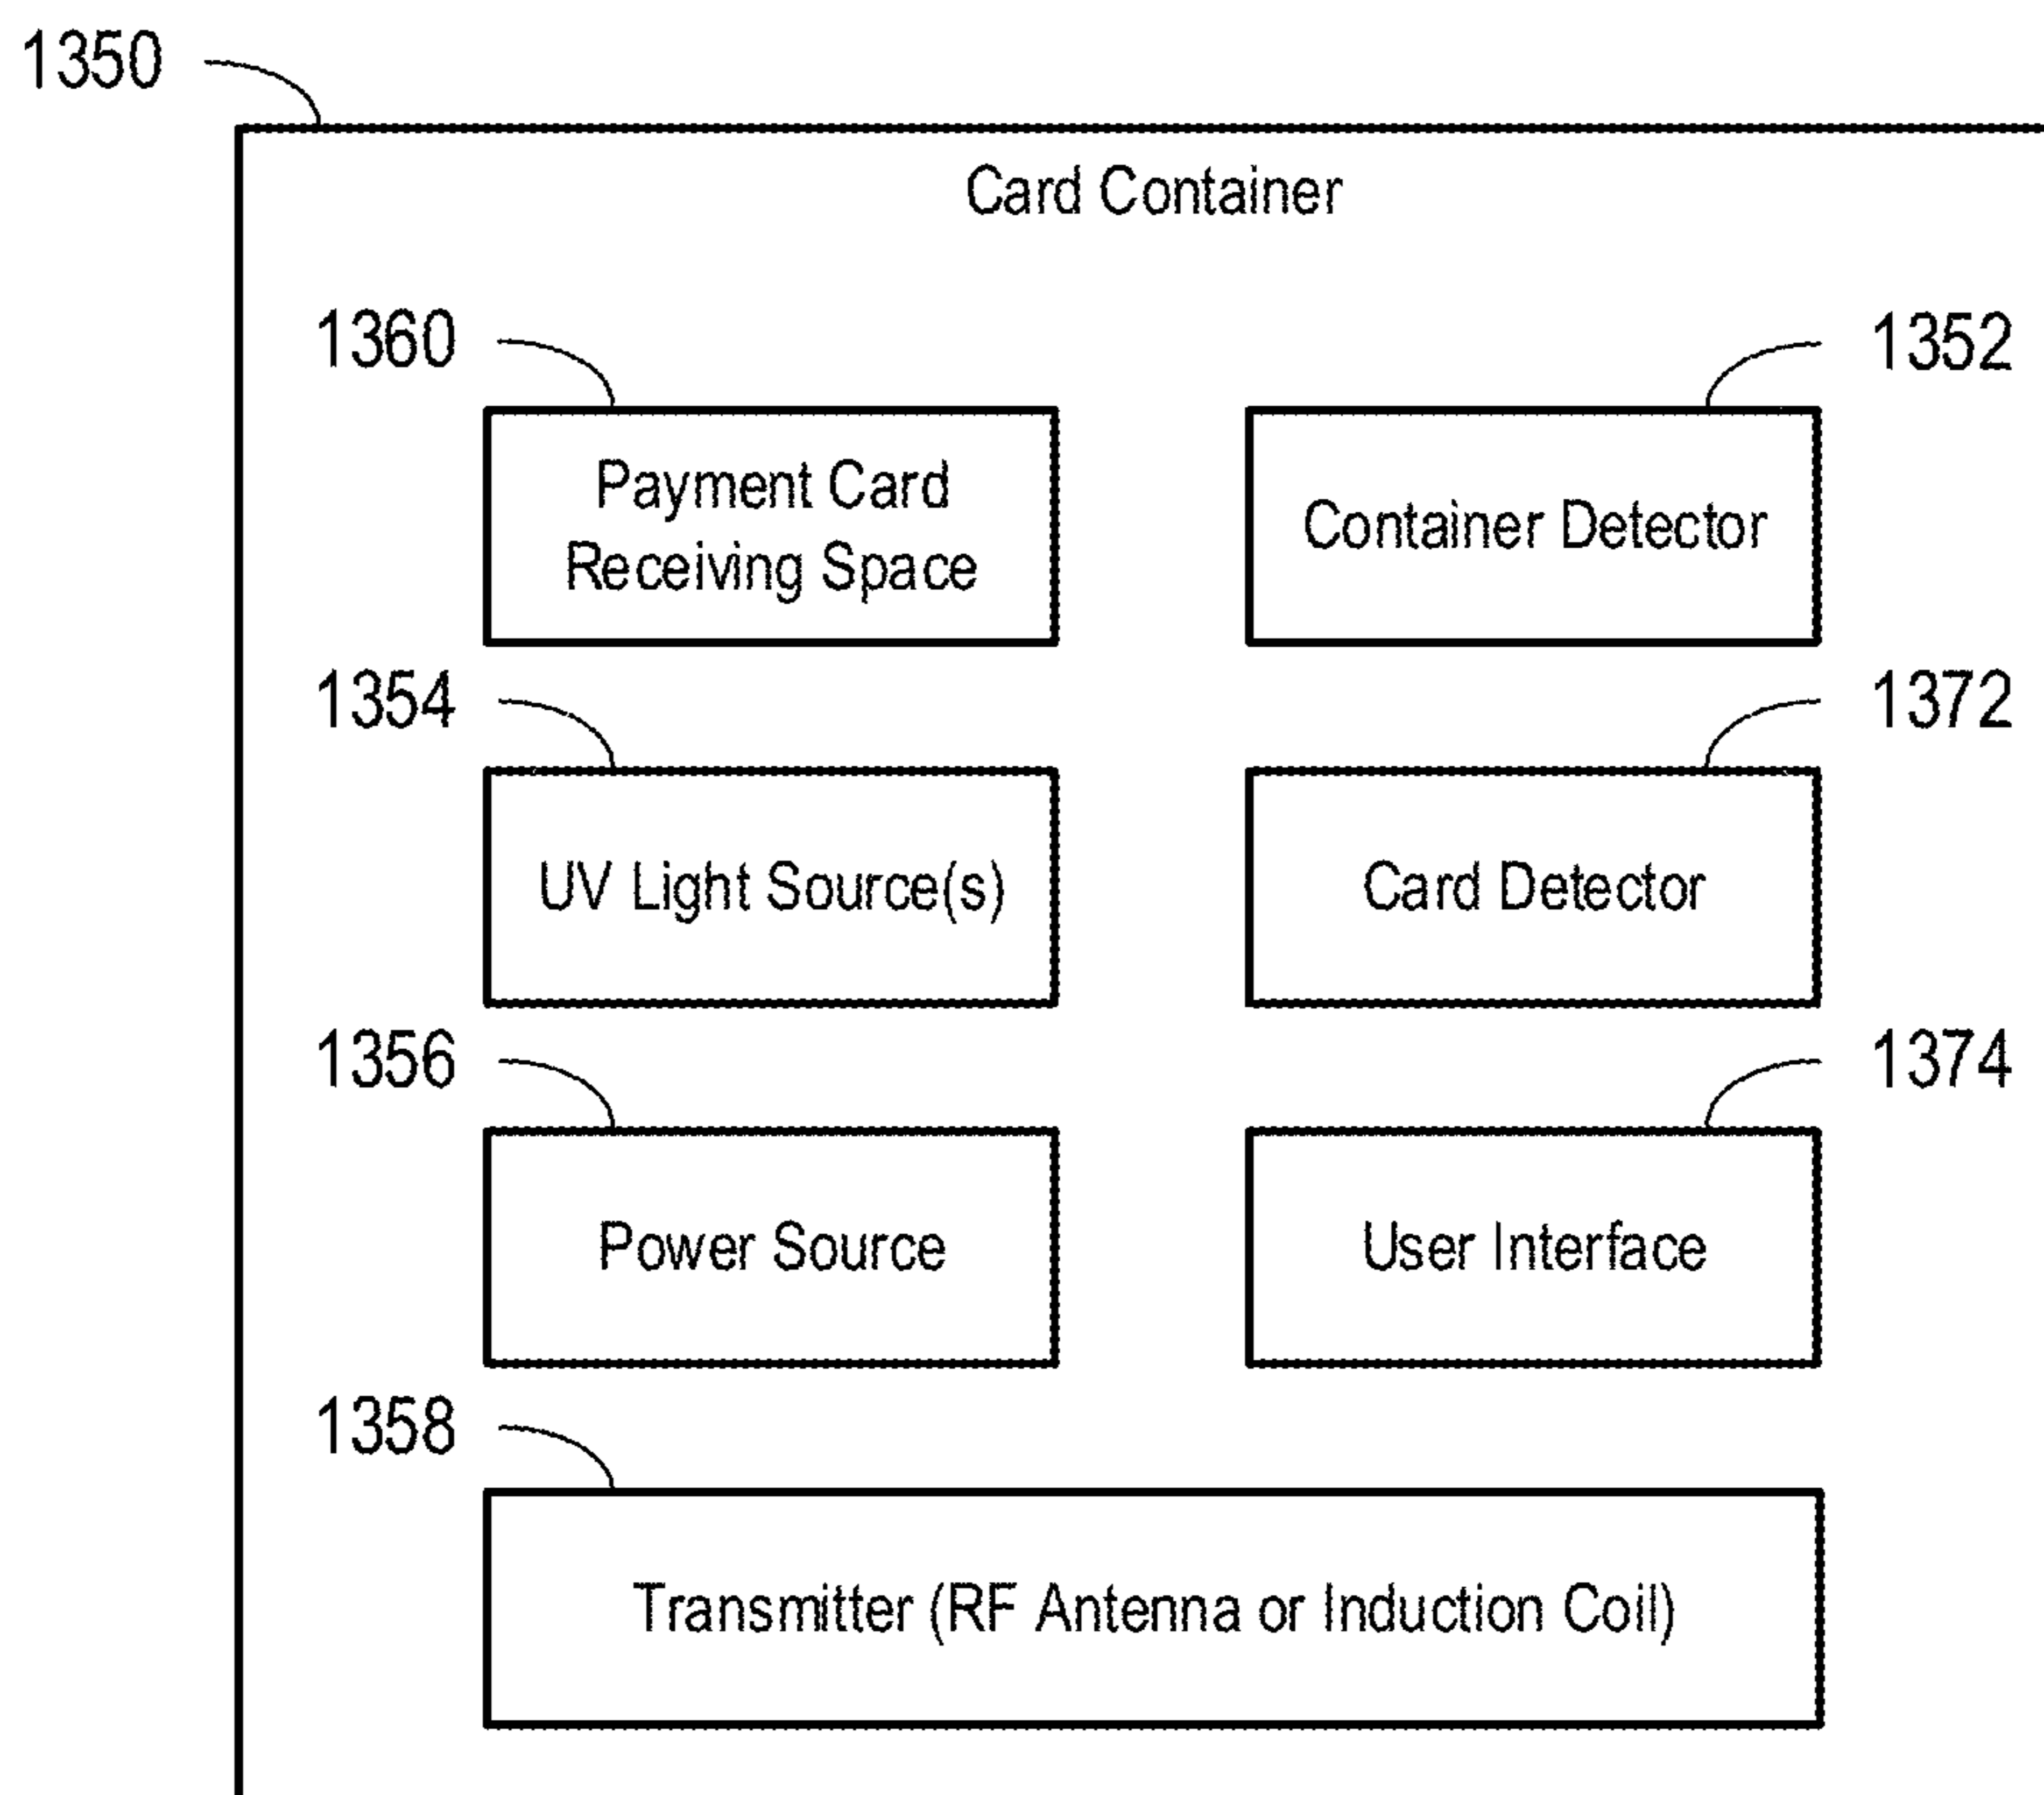 1350
Card Container
1360
1352
Payment Card
Receiving Space
Container Detector
1354
1372
UV Light Source(s)
Card Detector
1356
1374
Power Source
User Interface
1358
Transmitter (RF Antenna or Induction Coil)